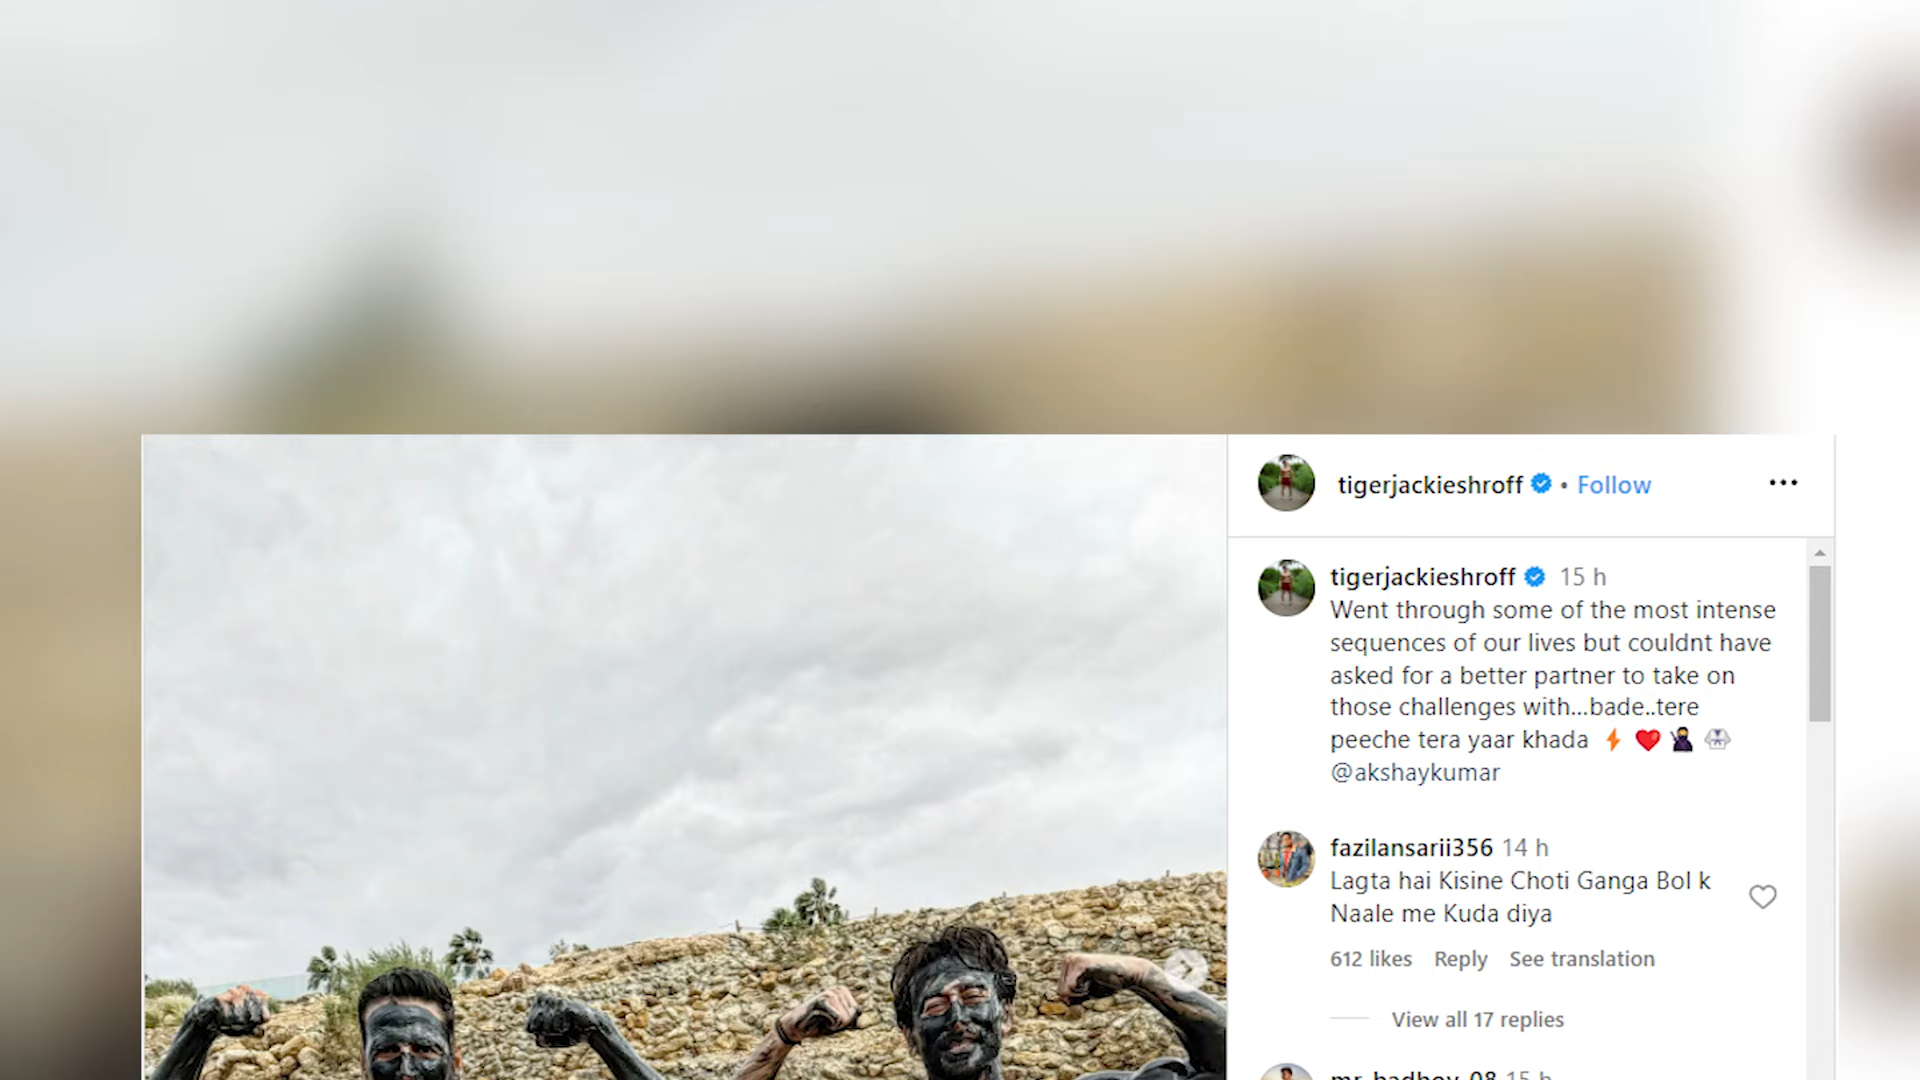 tigerjackieshroff • Follow
tigerjackieshroff 15 h
Went through some of the most intense
sequences of our lives but couldnt have
asked for a better partner to take on
those challenges with...bade..tere
peeche tera yaar khada
@akshaykumar
fazilansarii356 14 h
Lagta hai Kisine Choti Ganga Bol k
Naale me Kuda diya
612 likes Reply See translation
View all 17 replies
mr_badboy_08 15 h